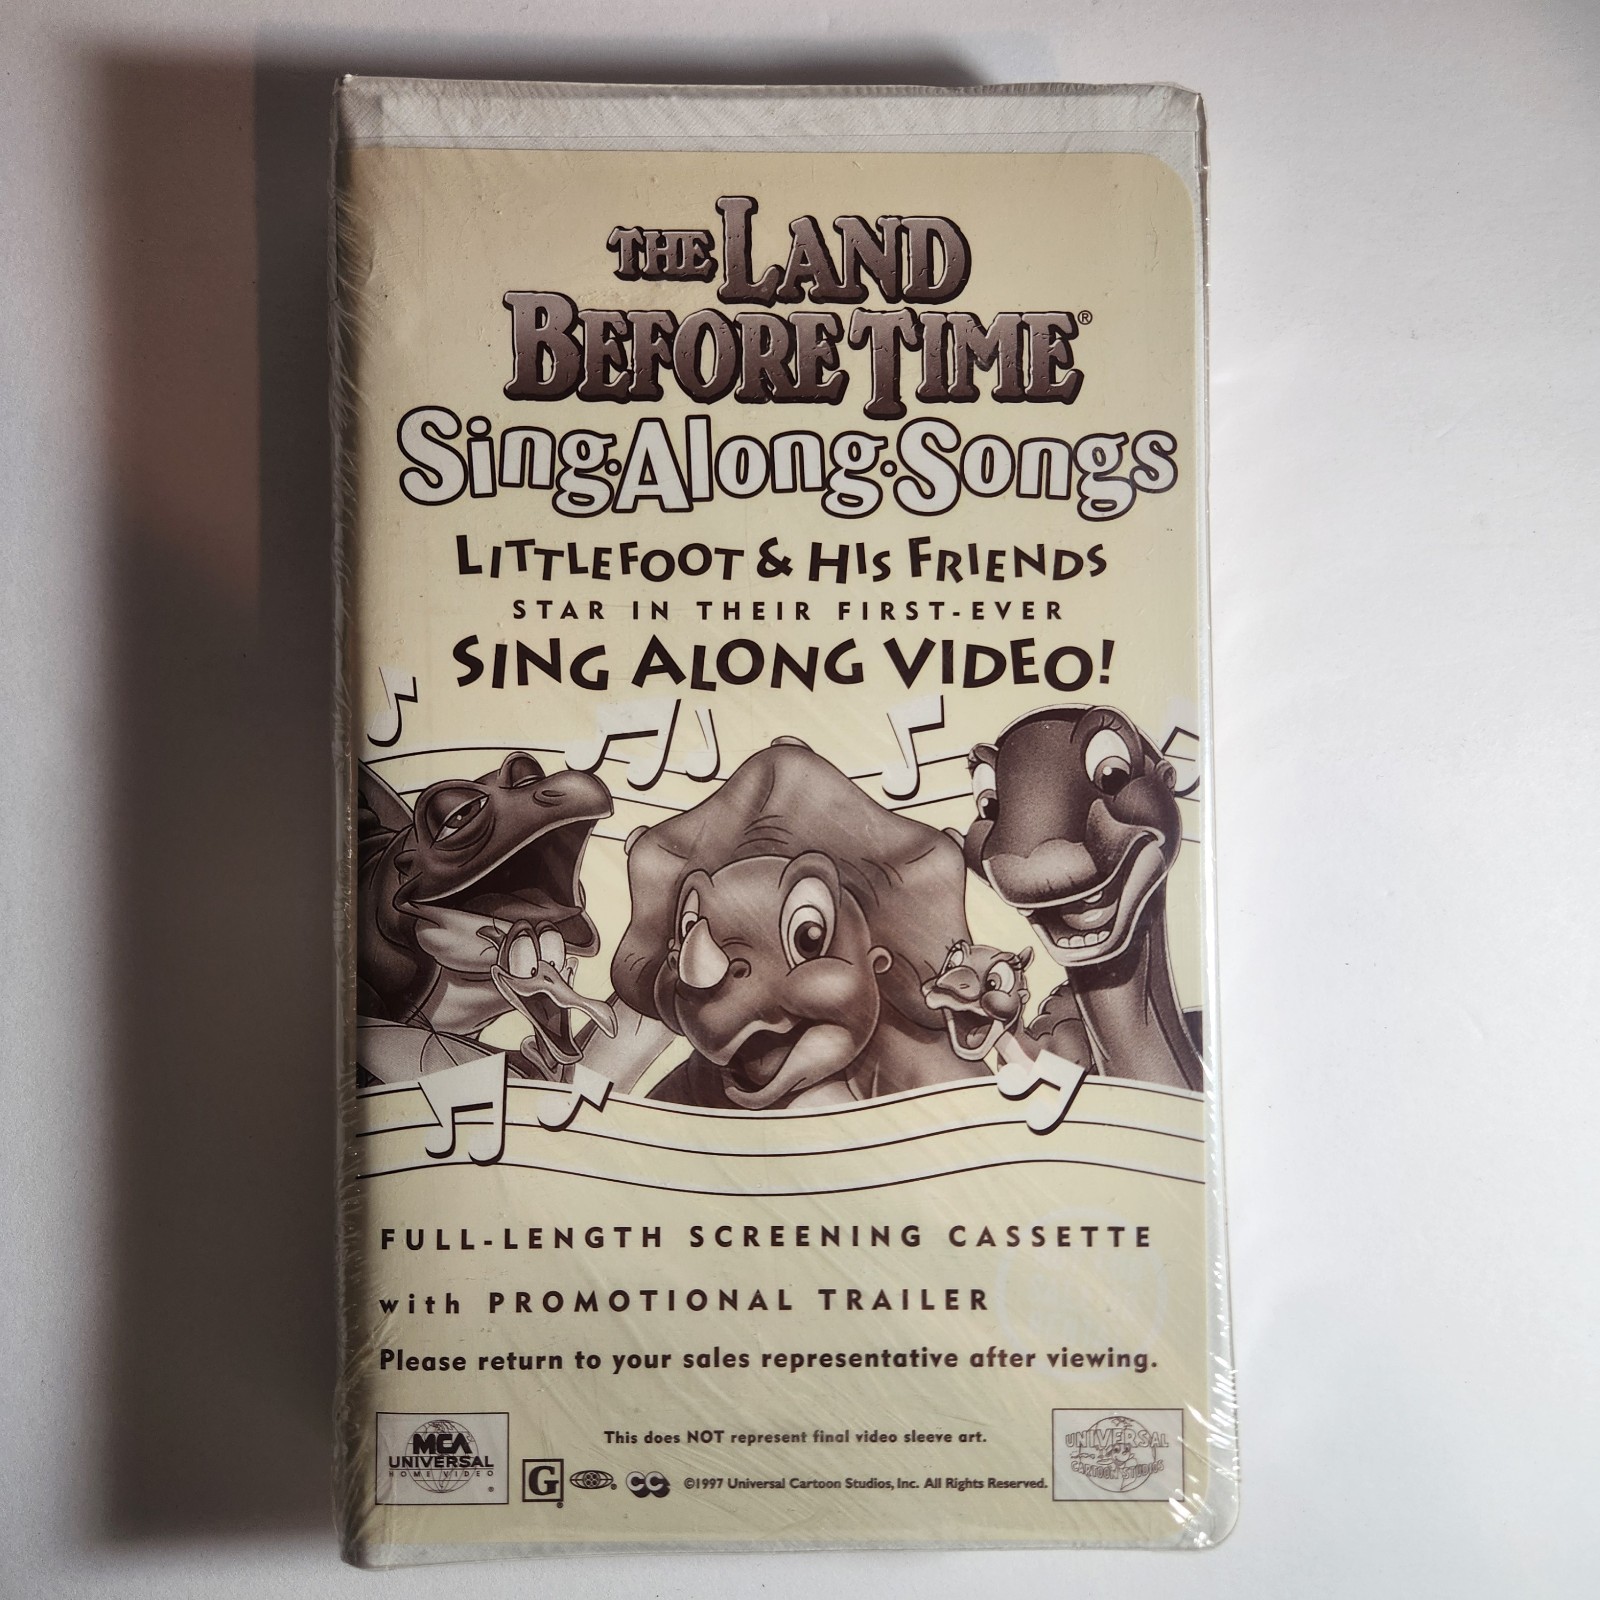 THE LAND
BEFORE TIME®
Sing·Along·Songs
LITTLEFOOT & HIS FRIENDS
STAR IN THEIR FIRST-EVER
SING ALONG VIDEO!
FULL-LENGTH SCREENING CASSETTE
with PROMOTIONAL TRAILER
Please return to your sales representative after viewing.
This does NOT represent final video sleeve art.
MCA
UNIVERSAL
HOME VIDEO
®
G
®
CC
©1997 Universal Cartoon Studios, Inc. All Rights Reserved.
UNIVERSAL
CARTOON STUDIOS